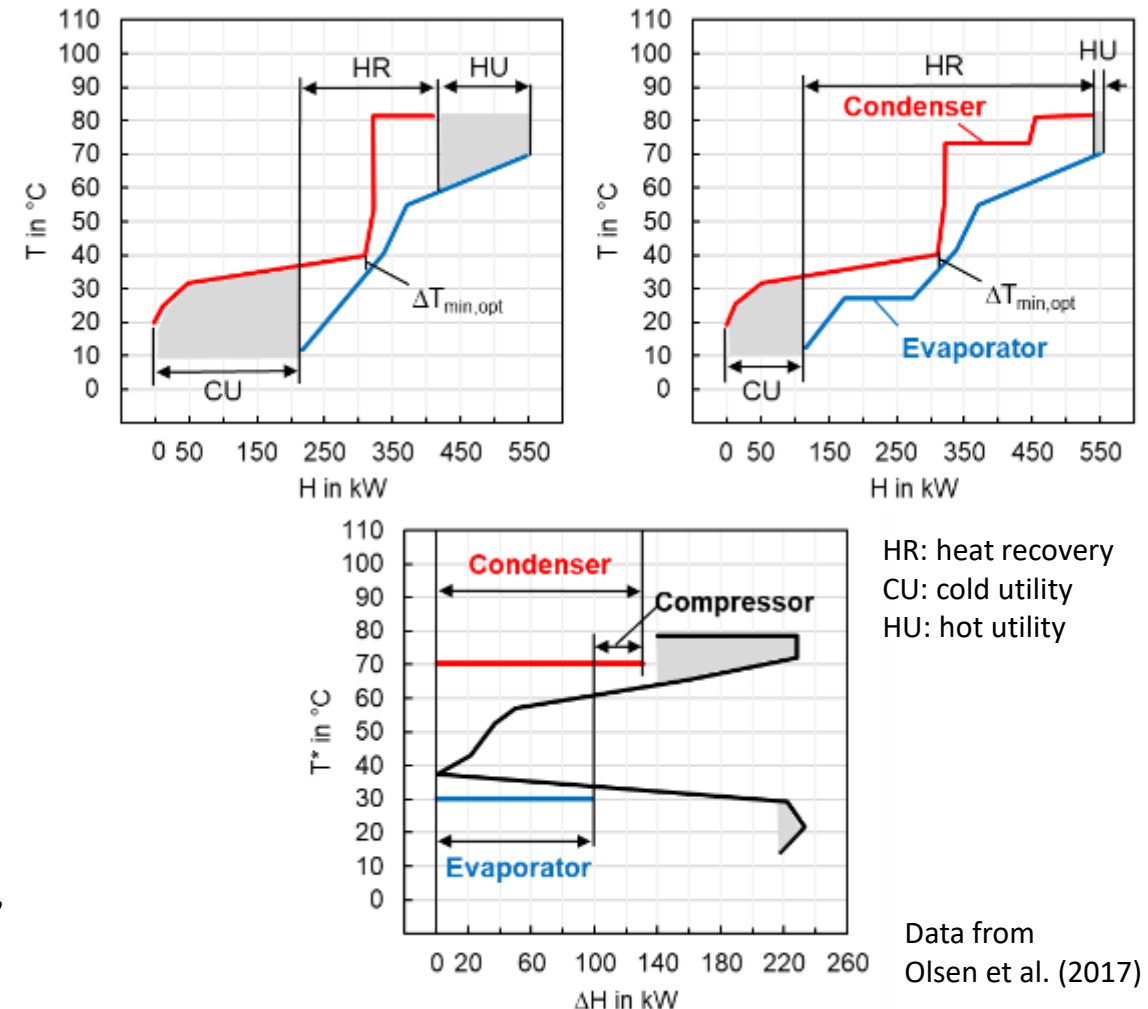 110
100
90
80
70
60
50
40
30
20
10
0
T in °C
HR
HU
ΔTmin,opt
CU
0 50 150 250 350 450 550
H in kW
110
100
90
80
70
60
50
40
30
20
10
0
T in °C
HU
HR
Condenser
ΔTmin,opt
Evaporator
CU
0 50 150 250 350 450 550
H in kW
110
100
90
80
70
60
50
40
30
20
10
0
T* in °C
Condenser
Compressor
Evaporator
0 20 60 100 140 180 220 260
ΔH in kW
HR: heat recovery
CU: cold utility
HU: hot utility
,
Data from
Olsen et al. (2017)